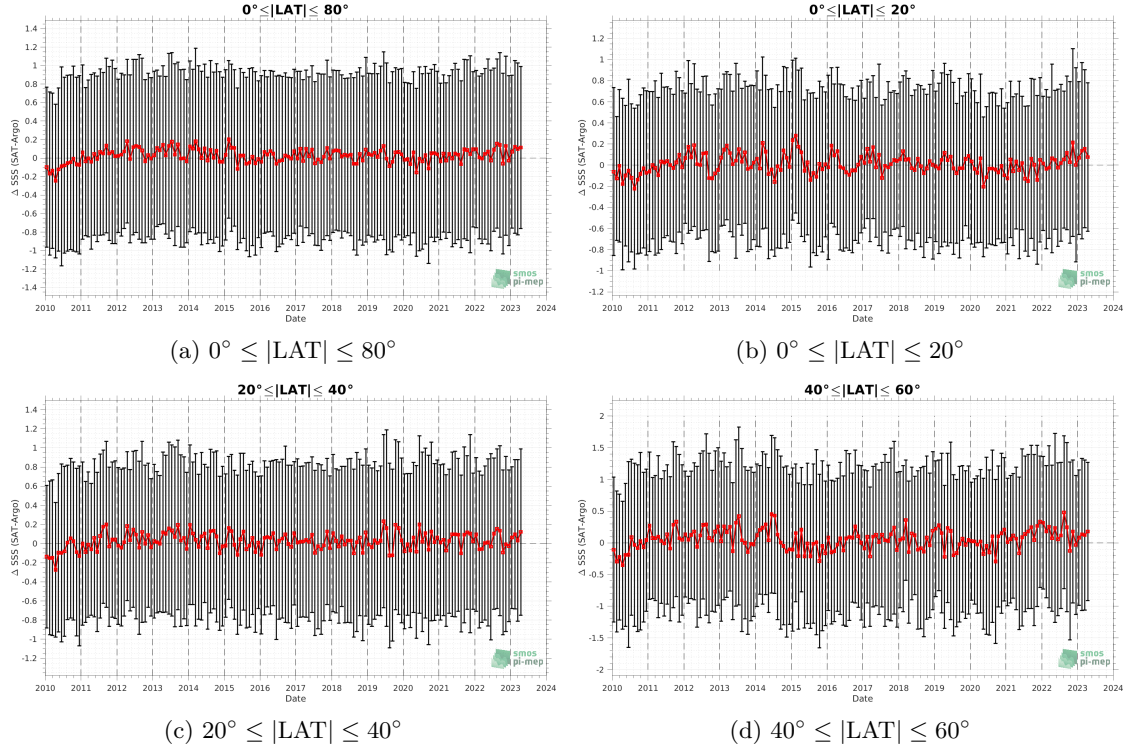 0°≤|LAT|≤ 80°
1.4
1.2
1
0.8
0.6
0.4
0.2
0
-0.2
-0.4
-0.6
-0.8
-1
-1.2
-1.4
Δ SSS (SAT-Argo)
2010 2011 2012 2013 2014 2015 2016 2017 2018 2019 2020 2021 2022 2023 2024
Date
smos
pi-mep
(a) 0° ≤ |LAT| ≤ 80°
0°≤|LAT|≤ 20°
1.2
1
0.8
0.6
0.4
0.2
0
-0.2
-0.4
-0.6
-0.8
-1
-1.2
Δ SSS (SAT-Argo)
2010 2011 2012 2013 2014 2015 2016 2017 2018 2019 2020 2021 2022 2023 2024
Date
smos
pi-mep
(b) 0° ≤ |LAT| ≤ 20°
20°≤|LAT|≤ 40°
1.4
1.2
1
0.8
0.6
0.4
0.2
0
-0.2
-0.4
-0.6
-0.8
-1
-1.2
Δ SSS (SAT-Argo)
2010 2011 2012 2013 2014 2015 2016 2017 2018 2019 2020 2021 2022 2023 2024
Date
smos
pi-mep
(c) 20° ≤ |LAT| ≤ 40°
40°≤|LAT|≤ 60°
2
1.5
1
0.5
0
-0.5
-1
-1.5
-2
Δ SSS (SAT-Argo)
2010 2011 2012 2013 2014 2015 2016 2017 2018 2019 2020 2021 2022 2023 2024
Date
smos
pi-mep
(d) 40° ≤ |LAT| ≤ 60°